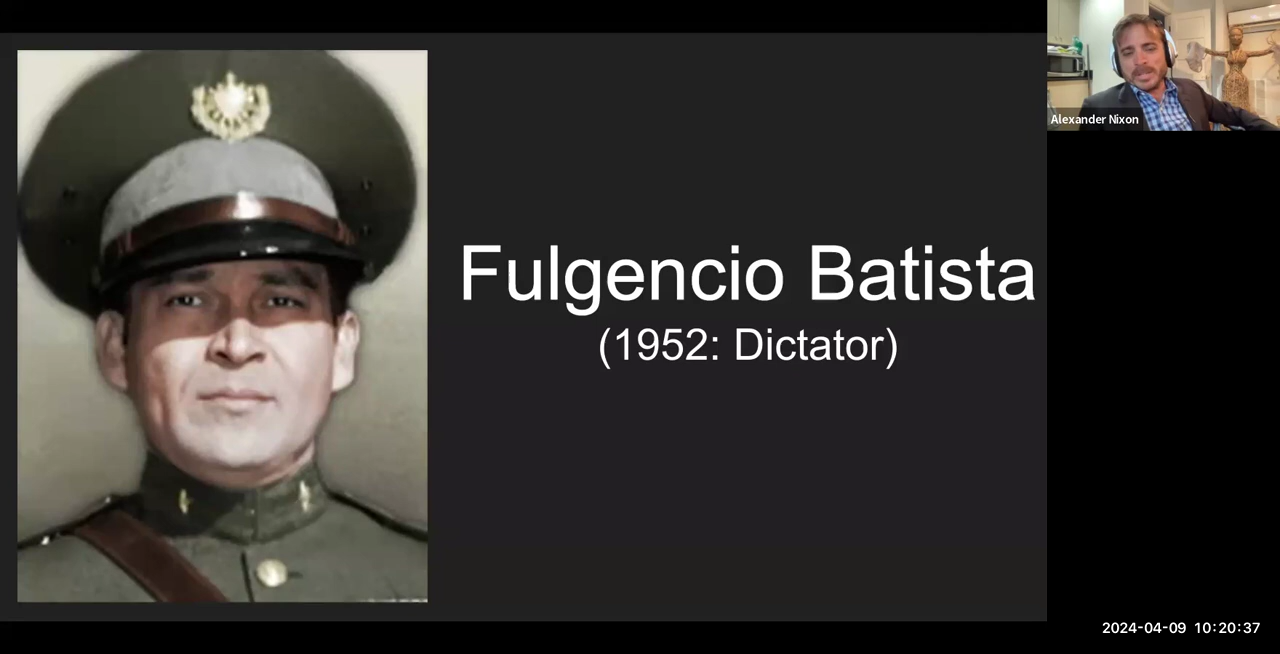 Fulgencio Batista
(1952: Dictator)
Alexander Nixon
2024-04-09 10:20:37